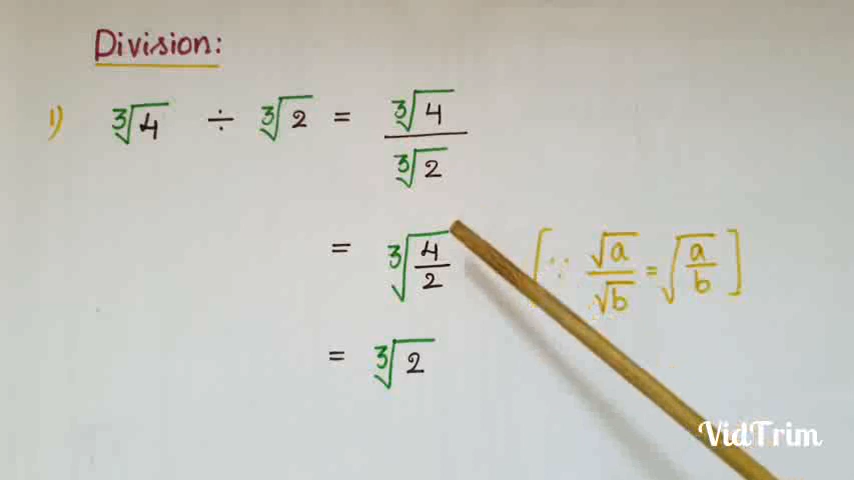 Division:
1) ∛4 ÷ ∛2 = ∛4 / ∛2
= ∛(4/2) [∵ √a / √b = √(a/b)]
= ∛2
VidTrim